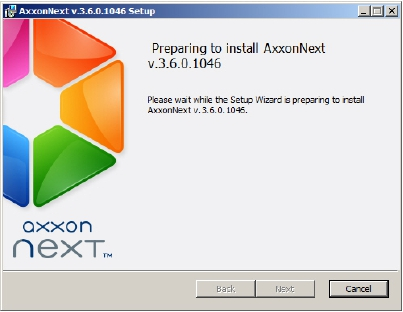 AxxonNext v.3.6.0.1046 Setup
Preparing to install AxxonNext
v.3.6.0.1046
Please wait while the Setup Wizard is preparing to install
AxxonNext v.3.6.0.1046.
axxon
next TM
Back
Next
Cancel